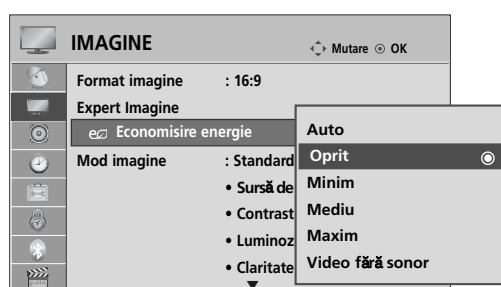 IMAGINE
Mutare OK
Format imagine : 16:9
Expert Imagine
Economisire energie
Mod imagine : Standard
• Sursă de
• Contrast
• Luminoz
• Claritate
Auto
Oprit
Minim
Mediu
Maxim
Video fără sonor